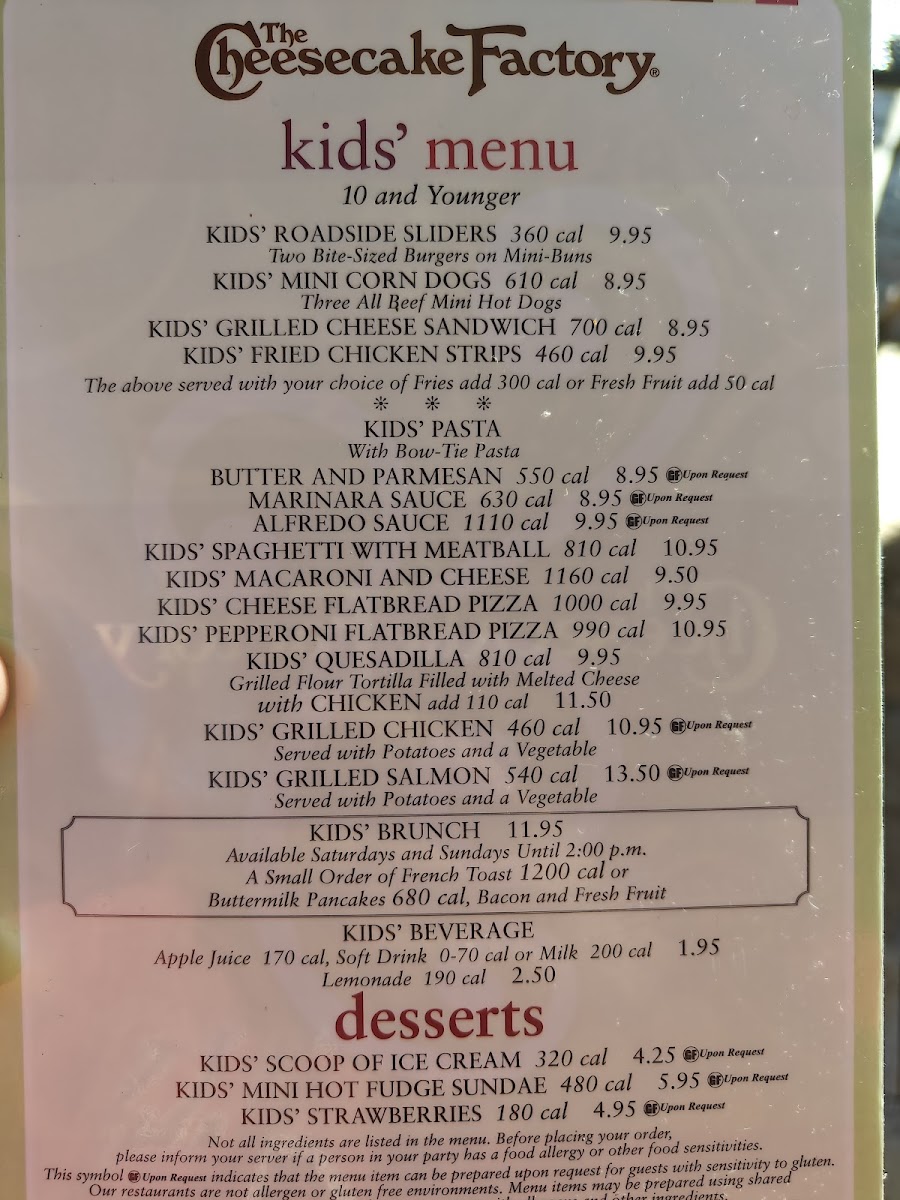 The
Cheesecake Factory®
kids' menu
10 and Younger
KIDS' ROADSIDE SLIDERS 360 cal 9.95
Two Bite-Sized Burgers on Mini-Buns
KIDS' MINI CORN DOGS 610 cal 8.95
Three All Beef Mini Hot Dogs
KIDS' GRILLED CHEESE SANDWICH 700 cal 8.95
KIDS' FRIED CHICKEN STRIPS 460 cal 9.95
The above served with your choice of Fries add 300 cal or Fresh Fruit add 50 cal
KIDS' PASTA
With Bow-Tie Pasta
BUTTER AND PARMESAN 550 cal 8.95 GF Upon Request
MARINARA SAUCE 630 cal 8.95 GF Upon Request
ALFREDO SAUCE 1110 cal 9.95 GF Upon Request
KIDS' SPAGHETTI WITH MEATBALL 810 cal 10.95
KIDS' MACARONI AND CHEESE 1160 cal 9.50
KIDS' CHEESE FLATBREAD PIZZA 1000 cal 9.95
KIDS' PEPPERONI FLATBREAD PIZZA 990 cal 10.95
KIDS' QUESADILLA 810 cal 9.95
Grilled Flour Tortilla Filled with Melted Cheese
with CHICKEN add 110 cal 11.50
KIDS' GRILLED CHICKEN 460 cal 10.95 GF Upon Request
Served with Potatoes and a Vegetable
KIDS' GRILLED SALMON 540 cal 13.50 GF Upon Request
Served with Potatoes and a Vegetable
KIDS' BRUNCH 11.95
Available Saturdays and Sundays Until 2:00 p.m.
A Small Order of French Toast 1200 cal or
Buttermilk Pancakes 680 cal, Bacon and Fresh Fruit
KIDS' BEVERAGE
Apple Juice 170 cal, Soft Drink 0-70 cal or Milk 200 cal 1.95
Lemonade 190 cal 2.50
desserts
KIDS' SCOOP OF ICE CREAM 320 cal 4.25 GF Upon Request
KIDS' MINI HOT FUDGE SUNDAE 480 cal 5.95 GF Upon Request
KIDS' STRAWBERRIES 180 cal 4.95 GF Upon Request
Not all ingredients are listed in the menu. Before placing your order,
please inform your server if a person in your party has a food allergy or other food sensitivities.
This symbol GF Upon Request indicates that the menu item can be prepared upon request for guests with sensitivity to gluten.
Our restaurants are not allergen or gluten free environments. Menu items may be prepared using shared
and other ingredients.